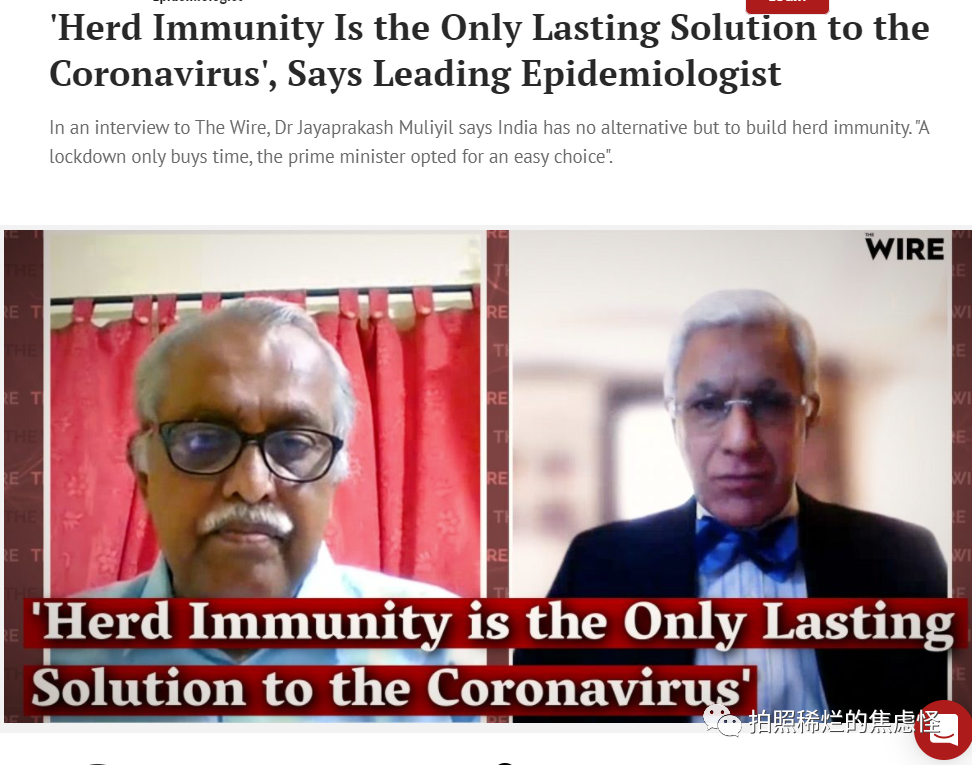 'Herd Immunity Is the Only Lasting Solution to the
Coronavirus', Says Leading Epidemiologist
In an interview to The Wire, Dr Jayaprakash Muliyil says India has no alternative but to build herd immunity. "A
lockdown only buys time, the prime minister opted for an easy choice".
THE
WIRE
'Herd Immunity is the Only Lasting
Solution to the Coronavirus'
拍照稀烂的焦虑怪